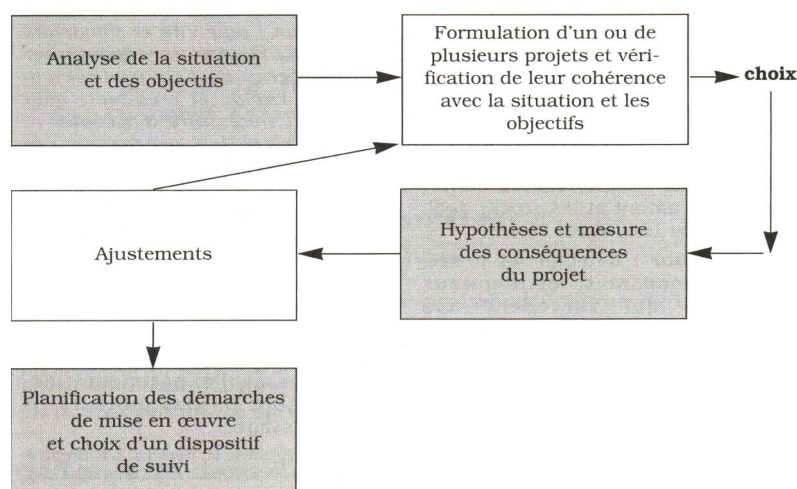 Analyse de la situation
et des objectifs
Formulation d'un ou de
plusieurs projets et véri-
fication de leur cohérence
avec la situation et les
objectifs
choix
Hypothèses et mesure
des conséquences
du projet
Ajustements
Planification des démarches
de mise en œuvre
et choix d'un dispositif
de suivi